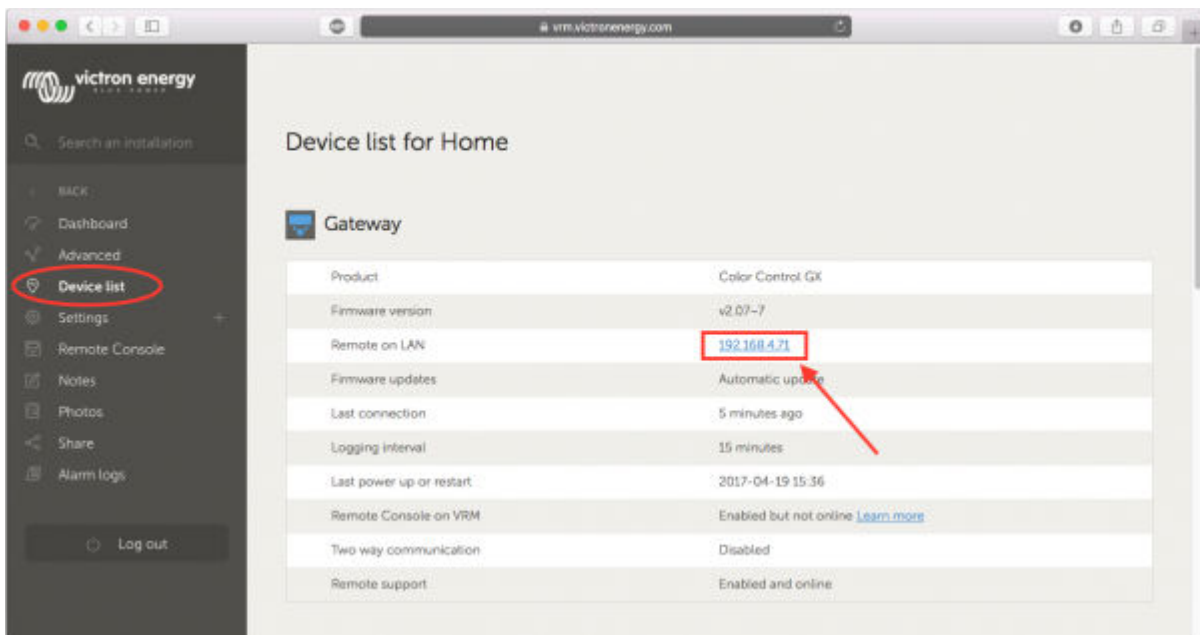 vrm.victronenergy.com
victron energy
BLUE POWER
Search an installation
BACK
Dashboard
Advanced
Device list
Settings
Remote Console
Notes
Photos
Share
Alarm logs
Log out
Device list for Home
Gateway
Product Color Control GX
Firmware version v2.07~7
Remote on LAN 192.168.4.71
Firmware updates Automatic update
Last connection 5 minutes ago
Logging interval 15 minutes
Last power up or restart 2017-04-19 15:36
Remote Console on VRM Enabled but not online Learn more
Two way communication Disabled
Remote support Enabled and online